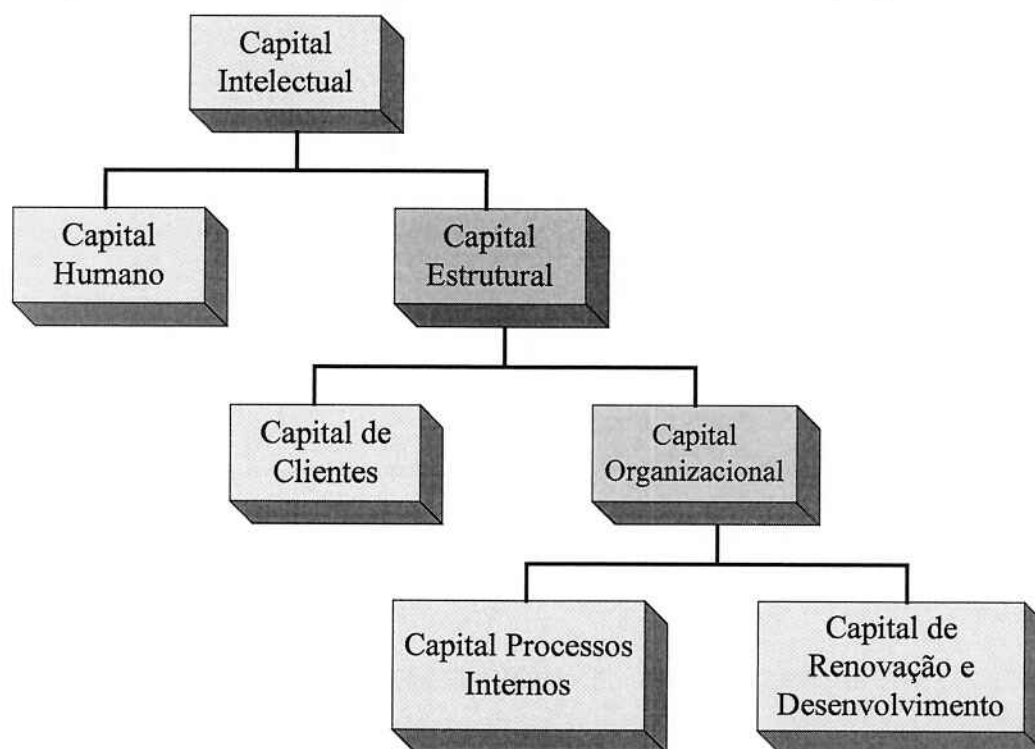 Capital
Intelectual
Capital
Humano
Capital
Estrutural
Capital de
Clientes
Capital
Organizacional
Capital Processos
Internos
Capital de
Renovação e
Desenvolvimento